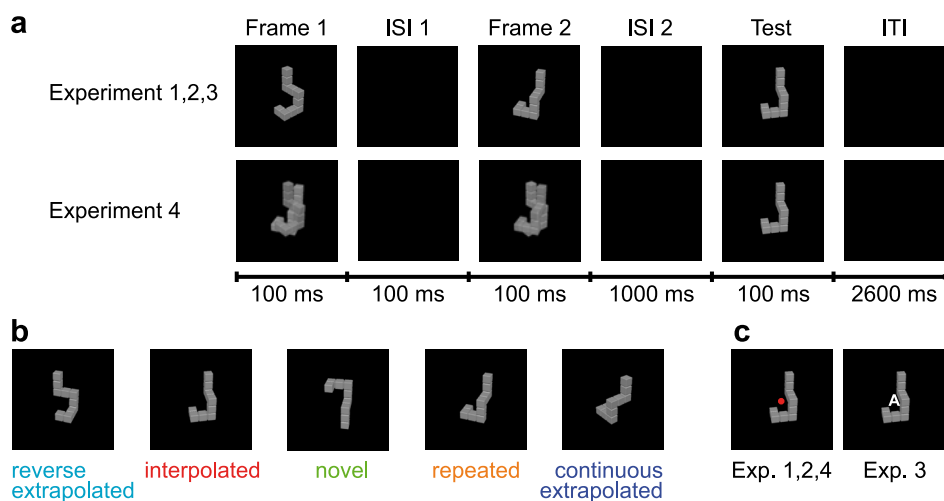 a
Frame 1 ISI 1 Frame 2 ISI 2 Test ITI
Experiment 1,2,3
Experiment 4
100 ms 100 ms 100 ms 1000 ms 100 ms 2600 ms
b
reverse extrapolated
interpolated
novel
repeated
continuous extrapolated
c
A
Exp. 1,2,4 Exp. 3